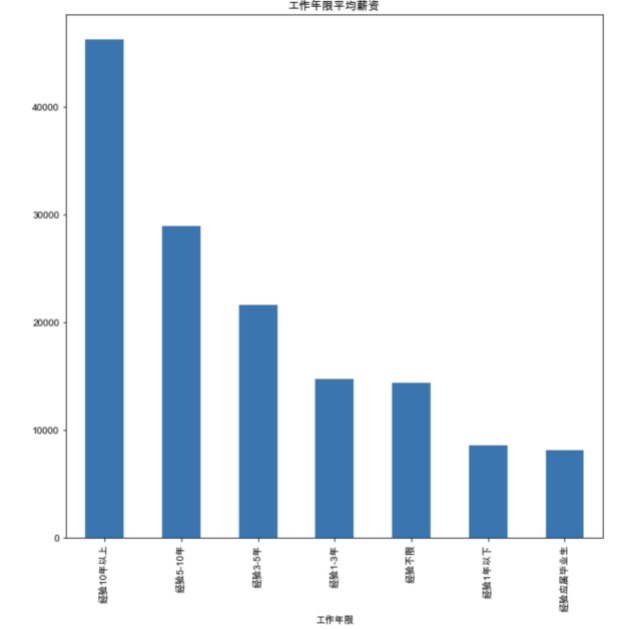 工作年限平均薪资
40000
30000
20000
10000
0
经验10年以上
经验5-10年
经验3-5年
经验1-3年
经验不限
经验1年以下
经验应届毕业生
工作年限